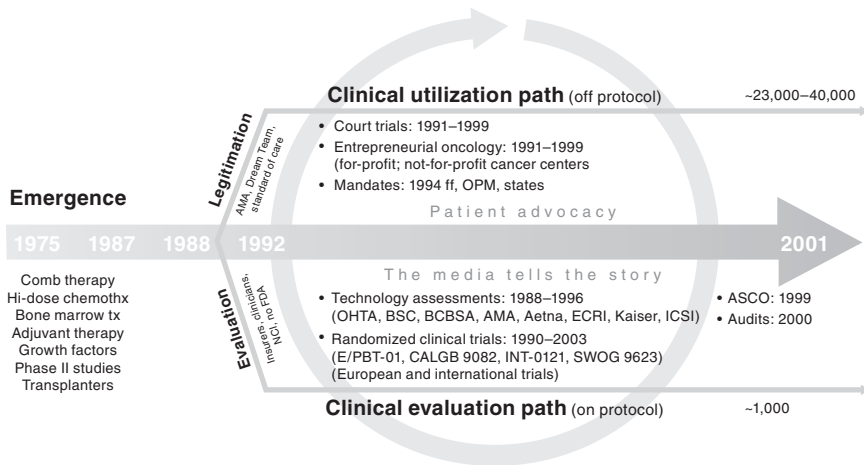 Clinical utilization path (off protocol)
~23,000–40,000
Legitimation
AMA, Dream Team,
standard of care
• Court trials: 1991–1999
• Entrepreneurial oncology: 1991–1999
(for-profit; not-for-profit cancer
centers
• Mandates: 1994 ff, OPM, states
Emergence
Patient advocacy
1975 1987 1988 1992 2001
The media tells the story
Comb therapy
Hi-dose chemothx
Bone marrow tx
Adjuvant therapy
Growth factors
Phase II studies
Transplanters
Evaluation
Insurers, clinicians,
NCI, no FDA
• Technology assessments: 1988–1996
(OHTA, BSC, BCBSA, AMA, Aetna, ECRI, Kaiser, ICSI)
• Randomized clinical trials: 1990–2003
(E/PBT-01, CALGB 9082, INT-0121, SWOG 9623)
(European and international trials)
• ASCO: 1999
• Audits: 2000
Clinical evaluation path (on protocol)
~1,000